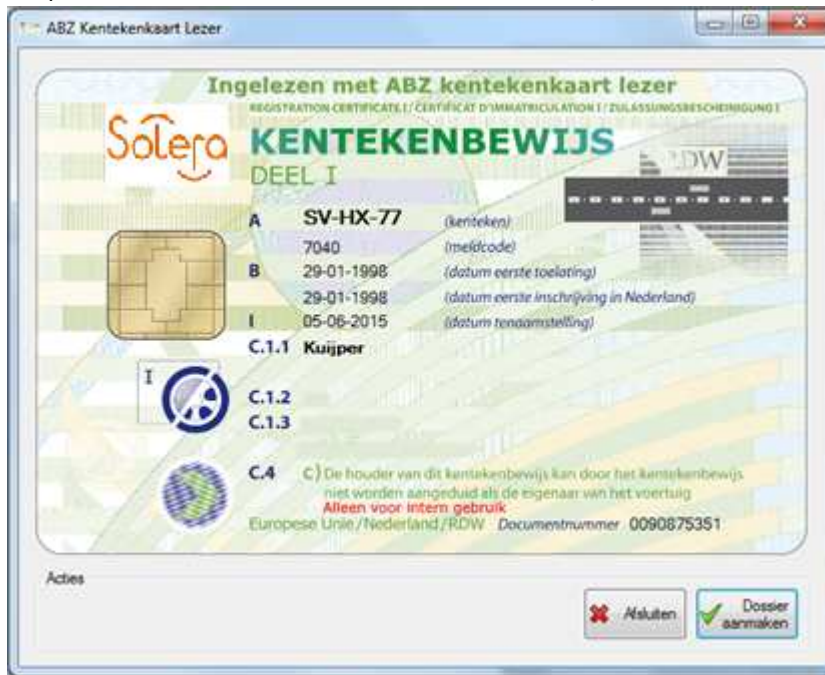 ABZ Kentekenkaart Lezer
Ingelezen met ABZ kentekenkaart lezer
REGISTRATION CERTIFICATE I / CERTIFICAT D'IMMATRICULATION I / ZULASSUNGSBESCHEINIGUNG I
Solera
KENTEKENBEWIJS
RDW
DEEL I
A SV-HX-77 (kenteken)
7040 (meldcode)
B 29-01-1998 (datum eerste toelating)
29-01-1998 (datum eerste inschrijving in Nederland)
I 05-06-2015 (datum tenaamstelling)
C.1.1 Kuijper
I
C.1.2
C.1.3
C.4 C) De houder van dit kentekenbewijs kan door het kentekenbewijs
niet worden aangeduid als de eigenaar van het voertuig
Alleen voor intern gebruik
Europese Unie/Nederland/RDW Documentnummer 0090875351
Acties
Afsluiten
Dossier
aanmaken